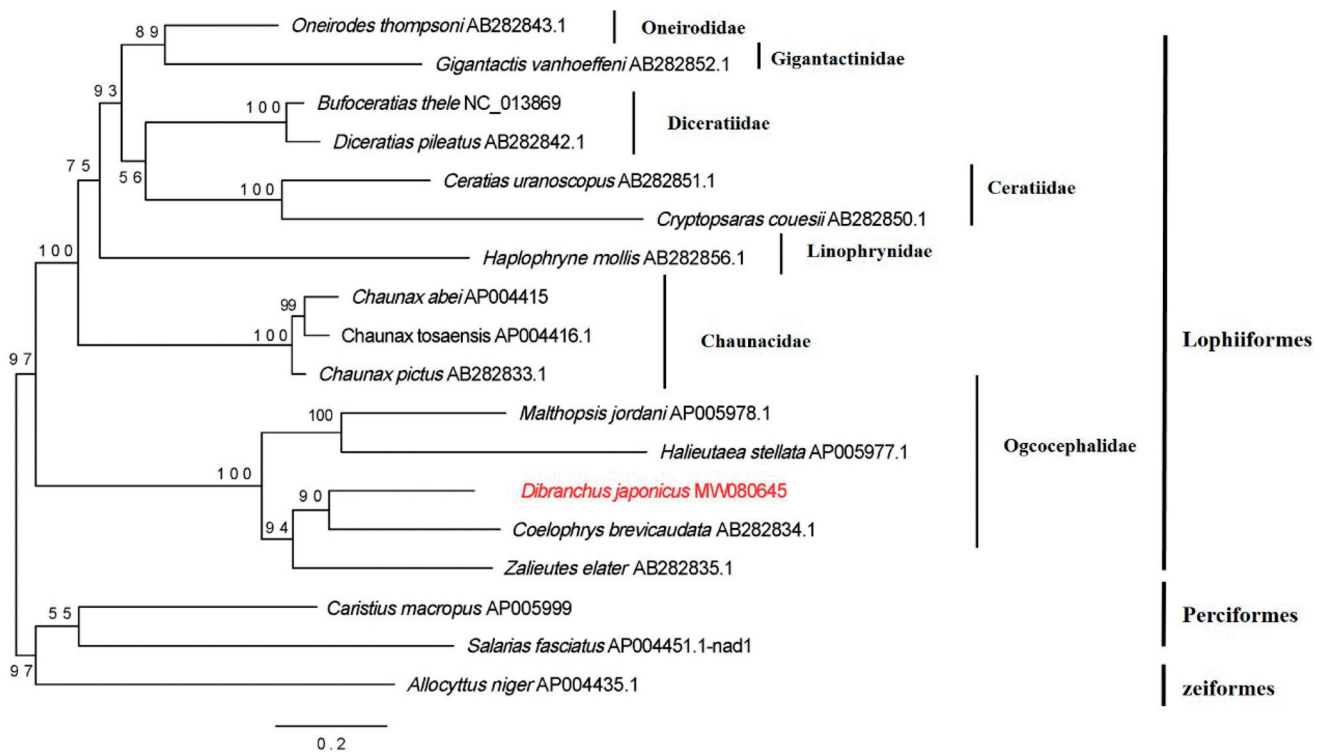 Oneirodes thompsoni AB282843.1
Oneirodidae
89
Gigantactis vanhoeffeni AB282852.1
Gigantactinidae
93
Bufoceratias thele NC_013869
100
Diceratiidae
Diceratias pileatus AB282842.1
75
56
Ceratias uranoscopus AB282851.1
100
Ceratiidae
Cryptopsaras couesii AB282850.1
100
Haplophryne mollis AB282856.1
Linophrynidae
Chaunax abei AP004415
99
Chaunax tosaensis AP004416.1
100
Chaunacidae
Lophiiformes
97
Chaunax pictus AB282833.1
Malthopsis jordani AP005978.1
100
Ogcocephalidae
Halieutaea stellata AP005977.1
100
Dibranchus japonicus MW080645
90
Coelophrys brevicaudata AB282834.1
94
Zalieutes elater AB282835.1
Caristius macropus AP005999
55
Perciformes
Salarias fasciatus AP004451.1-nad1
97
Allocyttus niger AP004435.1
zeiformes
0.2